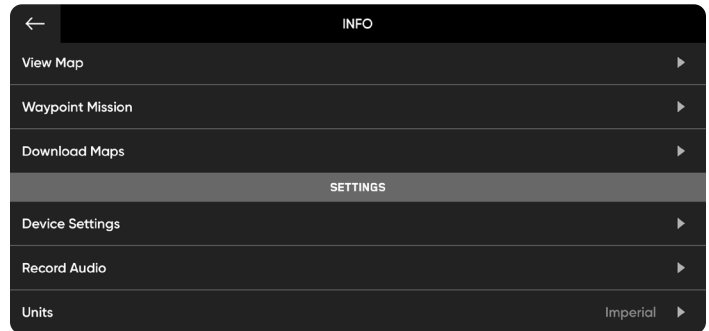 INFO
View Map
Waypoint Mission
Download Maps
SETTINGS
Device Settings
Record Audio
Units Imperial